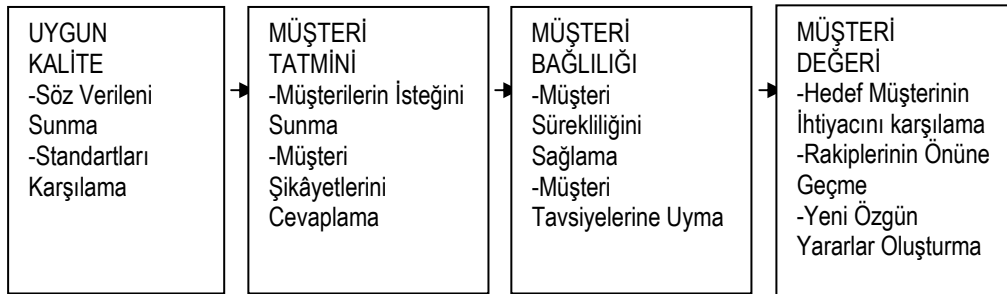 UYGUN
KALİTE
-Söz Verileni
Sunma
-Standartları
Karşılama
MÜŞTERİ
TATMİNİ
-Müşterilerin İsteğini
Sunma
-Müşteri
Şikâyetlerini
Cevaplama
MÜŞTERİ
BAĞLILIĞI
-Müşteri
Sürekliliğini
Sağlama
-Müşteri
Tavsiyelerine Uyma
MÜŞTERİ
DEĞERİ
-Hedef Müşterinin
İhtiyacını karşılama
-Rakiplerinin Önüne
Geçme
-Yeni Özgün
Yararlar Oluşturma